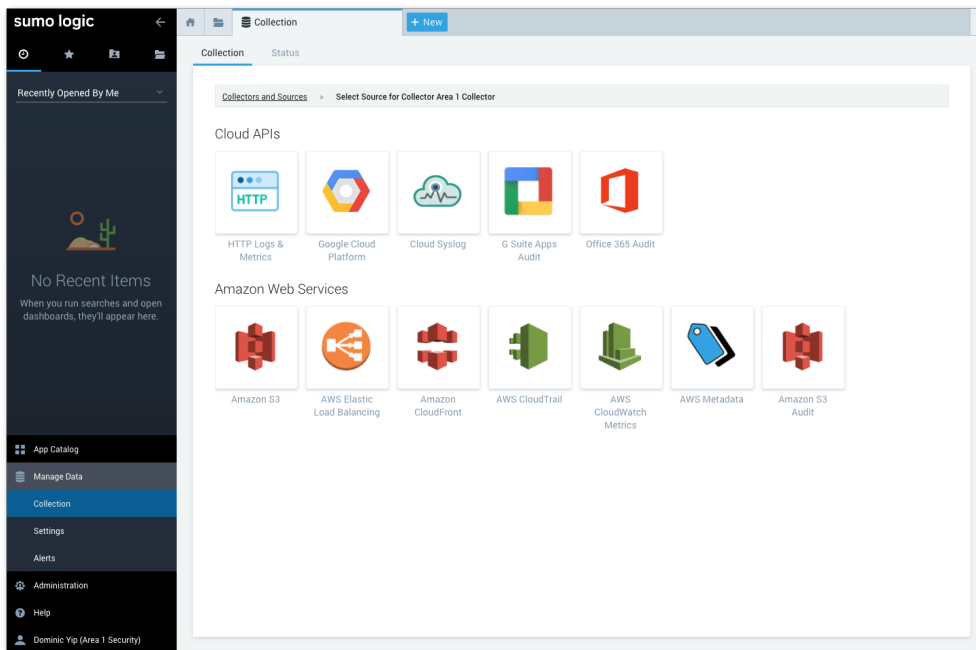 sumo logic
Collection
+ New
Collection
Status
Recently Opened By Me
Collectors and Sources > Select Source for Collector Area 1 Collector
Cloud APIs
HTTP
HTTP Logs &
Metrics
Google Cloud
Platform
Cloud Syslog
G Suite Apps
Audit
Office 365 Audit
No Recent Items
When you run searches and open
dashboards, they'll appear here.
Amazon Web Services
Amazon S3
AWS Elastic
Load Balancing
Amazon
CloudFront
AWS CloudTrail
AWS
CloudWatch
Metrics
AWS Metadata
Amazon S3
Audit
App Catalog
Manage Data
Collection
Settings
Alerts
Administration
Help
Dominic Yip (Area 1 Security)